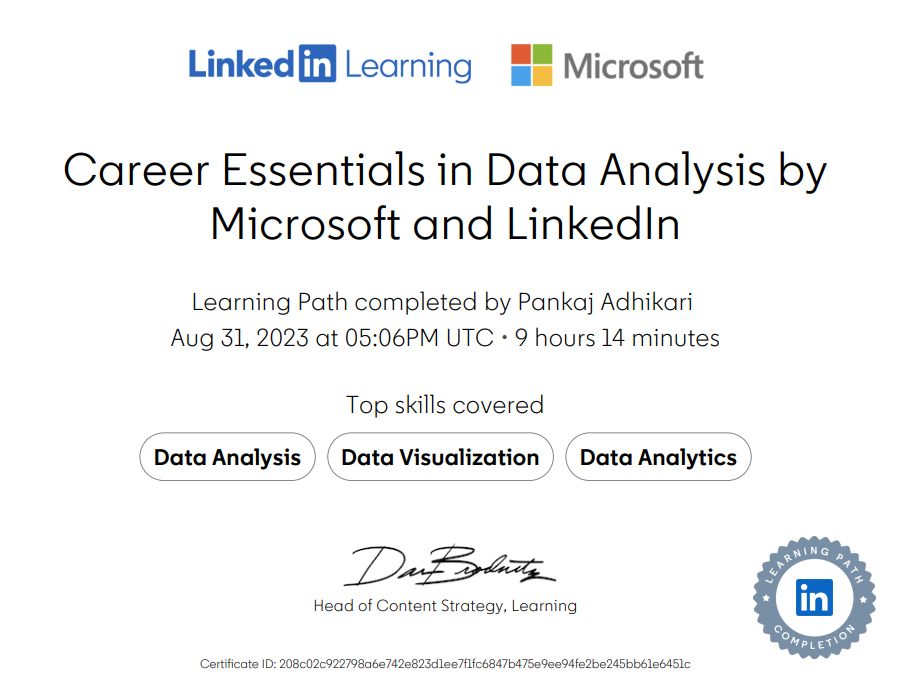 LinkedIn Learning Microsoft
Career Essentials in Data Analysis by
Microsoft and LinkedIn
Learning Path completed by Pankaj Adhikari
Aug 31, 2023 at 05:06PM UTC • 9 hours 14 minutes
Top skills covered
Data Analysis Data Visualization Data Analytics
Head of Content Strategy, Learning
LEARNING PATH
in
COMPLETION
Certificate ID: 208c02c922798a6e742e823d1ee7f1fc6847b475e9ee94fe2be245bb61e6451c